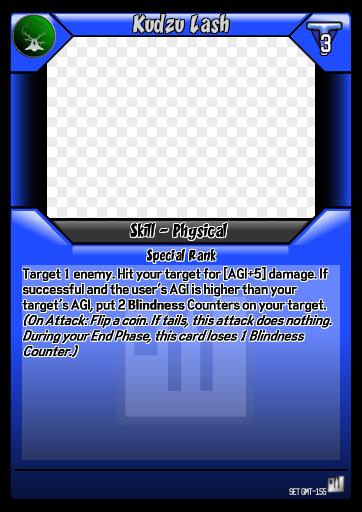 Kudzu Lash
3
Skill - Physical
Special Rank
Target 1 enemy. Hit your target for [AGI+5] damage. If
successful and the user's AGI is higher than your
target's AGI, put 2 Blindness Counters on your target.
(On Attack: Flip a coin. If tails, this attack does nothing.
During your End Phase, this card loses 1 Blindness
Counter.)
SET GMT-155